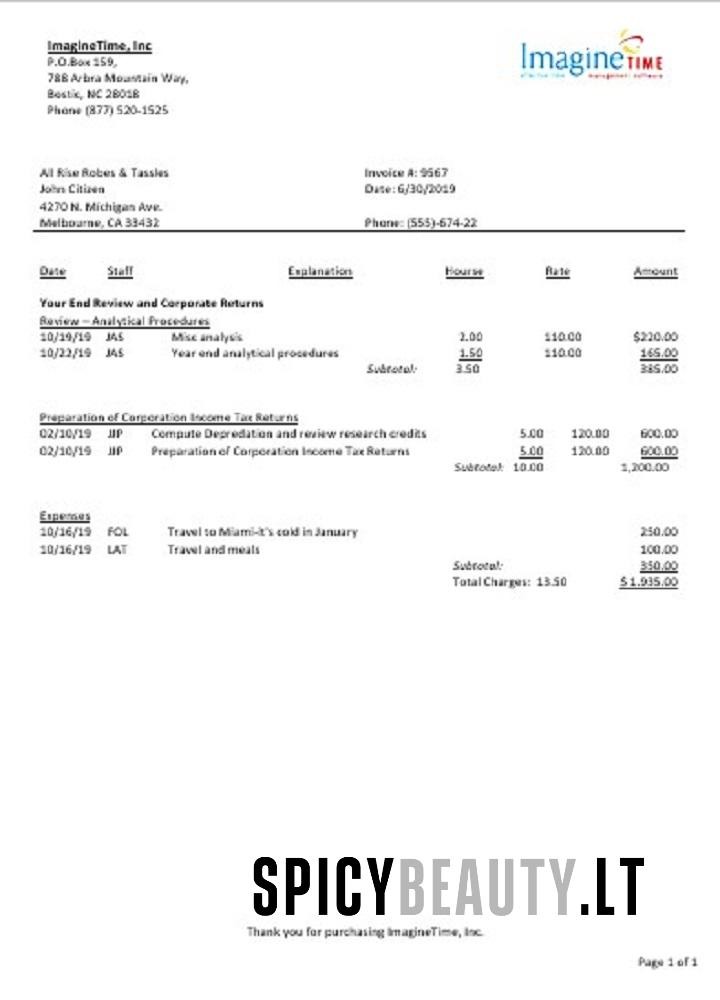 ImagineTime, Inc
P.O.Box 159,
788 Arbra Mountain Way,
Bostic, NC 28018
Phone (877) 520-1525
ImagineTIME
management software
All Rise Robes & Tassles
Invoice #: 9567
John Citizen
Date: 6/30/2019
4270 N. Michigan Ave.
Melbourne, CA 33432
Phone: (555)-674-22
Date Staff Explanation Hourse Rate Amount
Your End Review and Corporate Returns
Review – Analytical Procedures
10/19/19 JAS Misc analysis 2.00 110.00 $220.00
10/22/19 JAS Year end analytical procedures 1.50 110.00 165.00
Subtotal: 3.50 385.00
Preparation of Corporation Income Tax Returns
02/10/19 JJP Compute Depredation and review research credits 5.00 120.00 600.00
02/10/19 JJP Preparation of Corporation Income Tax Returns 5.00 120.00 600.00
Subtotal: 10.00 1,200.00
Expenses
10/16/19 FOL Travel to Miami-it's cold in January 250.00
10/16/19 LAT Travel and meals 100.00
Subtotal: 350.00
Total Charges: 13.50 $1.935.00
SPICYBEAUTY.LT
Thank you for purchasing ImagineTime, Inc.
Page 1 of 1